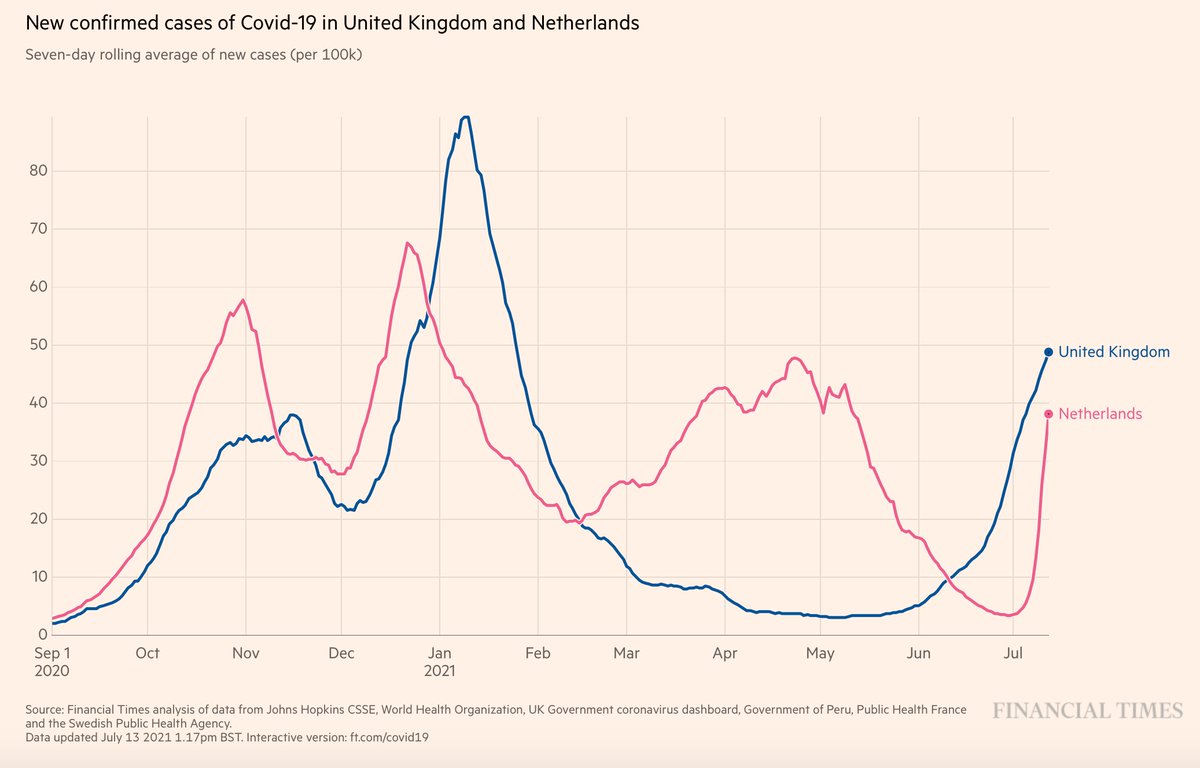 New confirmed cases of Covid-19 in United Kingdom and Netherlands
Seven-day rolling average of new cases (per 100k)
80
70
60
50
40
30
20
10
0
United Kingdom
Netherlands
Sep 1 Oct Nov Dec Jan Feb Mar Apr May Jun Jul
2020 2021
Source: Financial Times analysis of data from Johns Hopkins CSSE, World Health Organization, UK Government coronavirus dashboard, Government of Peru, Public Health France
and the Swedish Public Health Agency.
Data updated July 13 2021 1.17pm BST. Interactive version: ft.com/covid19
FINANCIAL TIMES